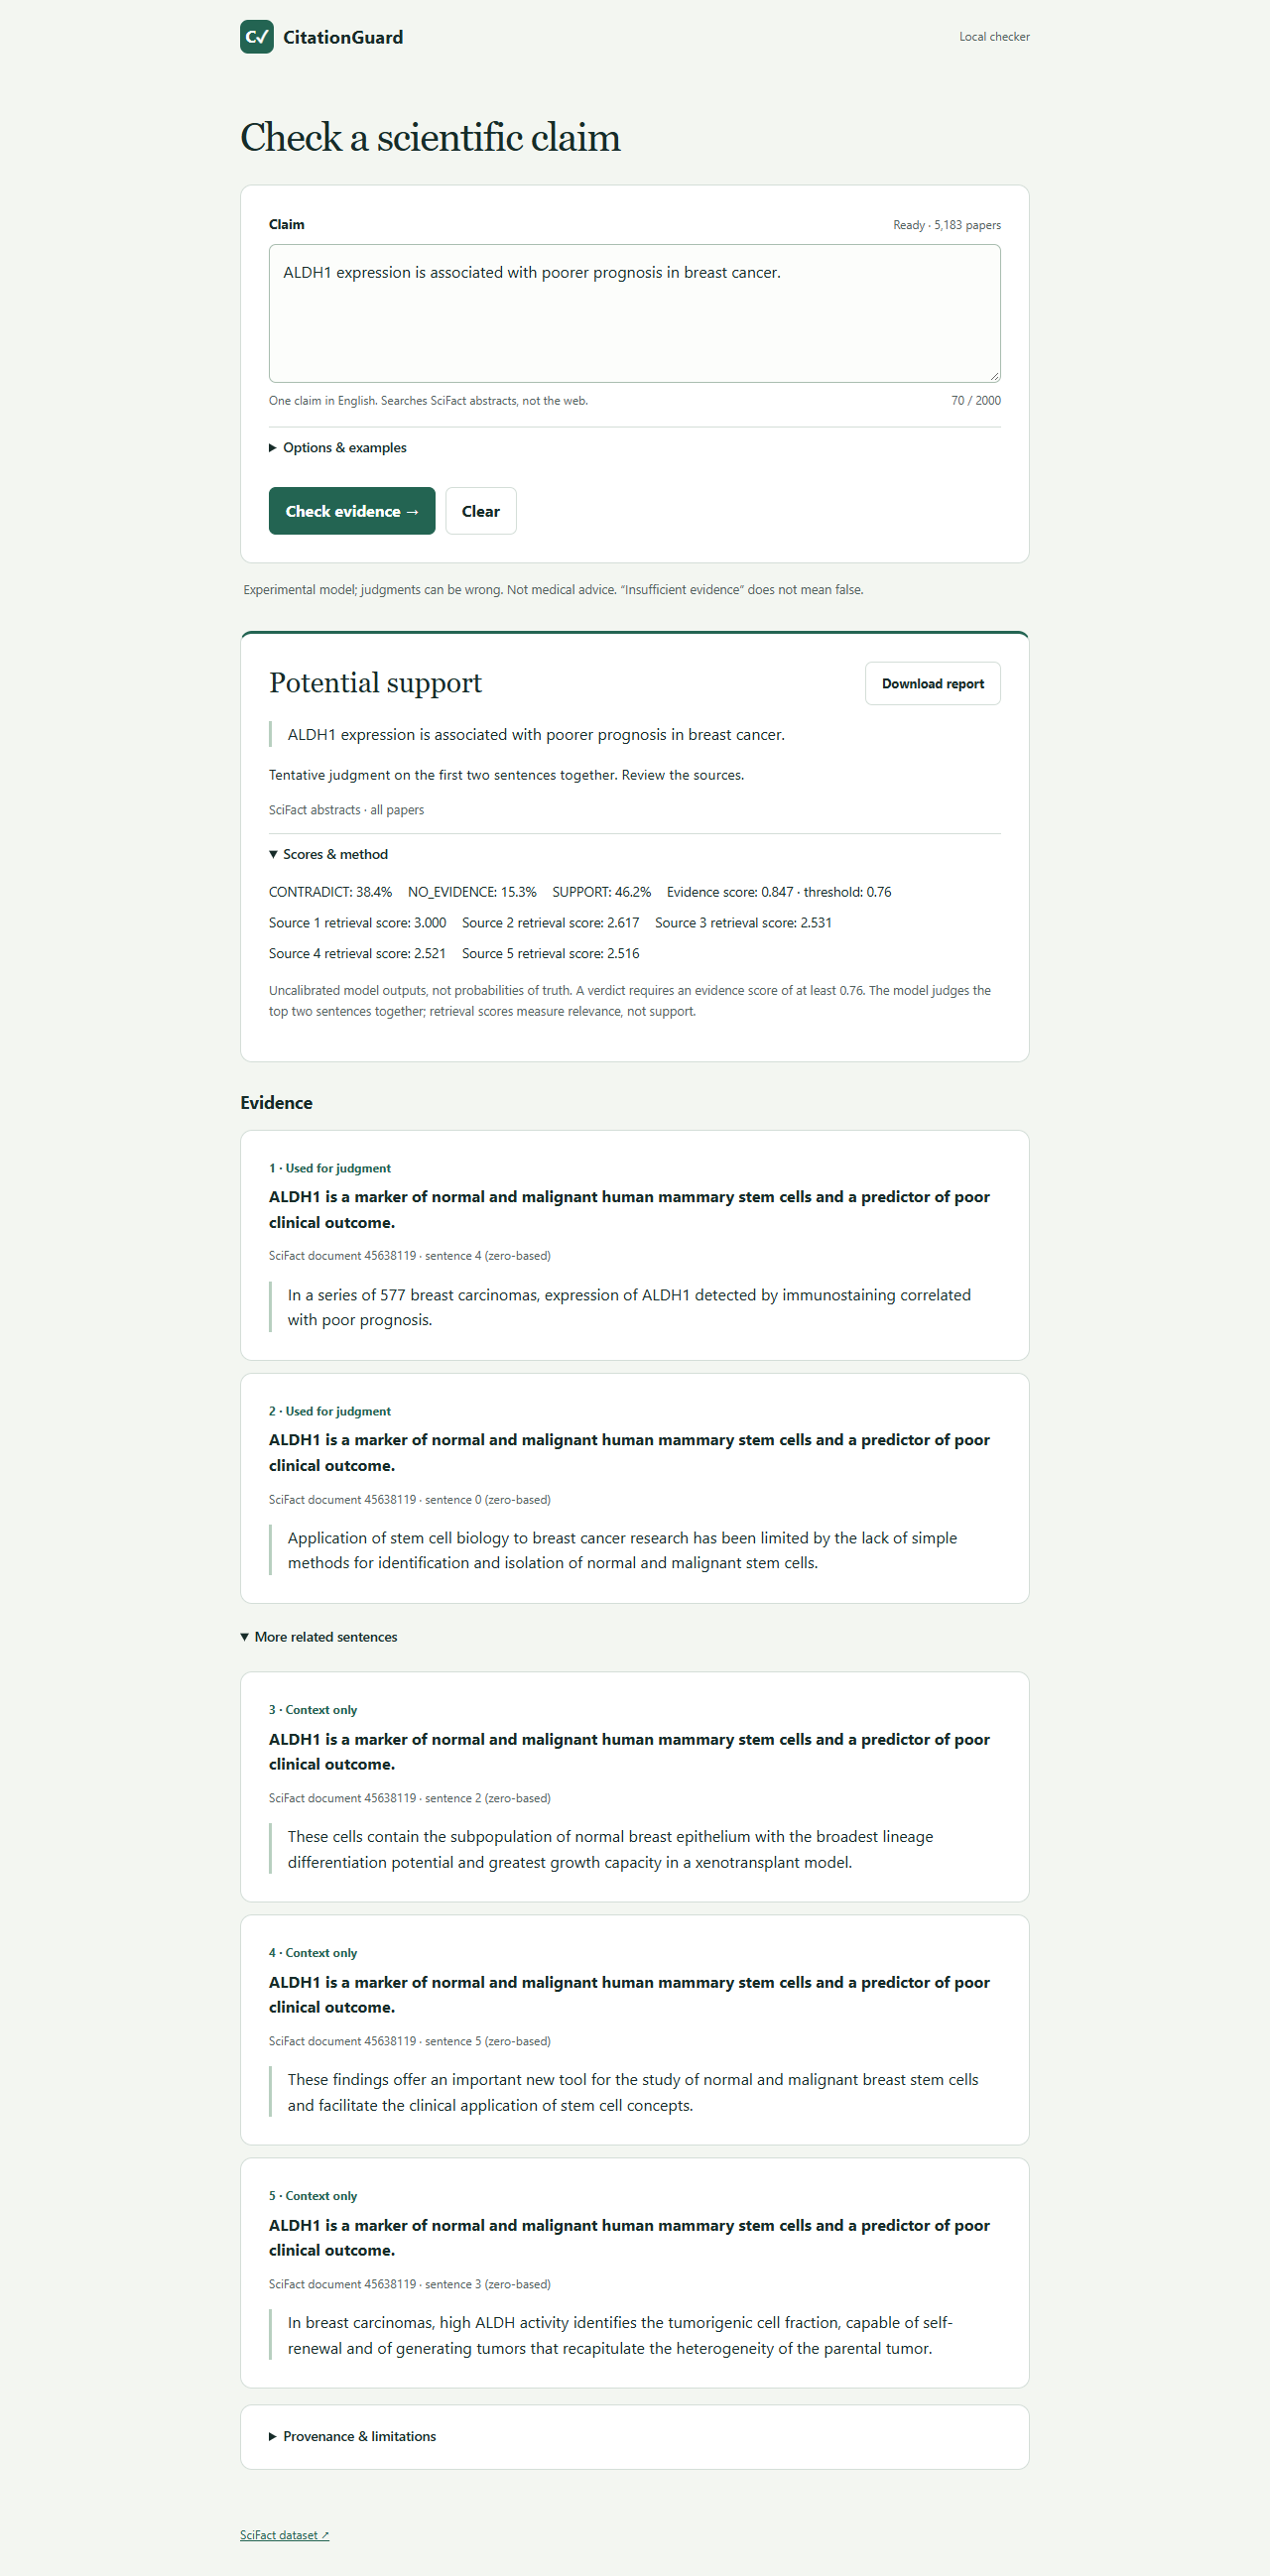 C✓ CitationGuard
Local checker
Check a scientific claim
Claim
Ready · 5,183 papers
ALDH1 expression is associated with poorer prognosis in breast cancer.
One claim in English. Searches SciFact abstracts, not the web.
70 / 2000
▶ Options & examples
Check evidence →
Clear
Experimental model; judgments can be wrong. Not medical advice. “Insufficient evidence” does not mean false.
Potential support
Download report
ALDH1 expression is associated with poorer prognosis in breast cancer.
Tentative judgment on the first two sentences together. Review the sources.
SciFact abstracts · all papers
▼ Scores & method
CONTRADICT: 38.4% NO_EVIDENCE: 15.3% SUPPORT: 46.2% Evidence score: 0.847 · threshold: 0.76
Source 1 retrieval score: 3.000 Source 2 retrieval score: 2.617 Source 3 retrieval score: 2.531
Source 4 retrieval score: 2.521 Source 5 retrieval score: 2.516
Uncalibrated model outputs, not probabilities of truth. A verdict requires an evidence score of at least 0.76. The model judges the
top two sentences together; retrieval scores measure relevance, not support.
Evidence
1 · Used for judgment
ALDH1 is a marker of normal and malignant human mammary stem cells and a predictor of poor
clinical outcome.
SciFact document 45638119 · sentence 4 (zero-based)
In a series of 577 breast carcinomas, expression of ALDH1 detected by immunostaining correlated
with poor prognosis.
2 · Used for judgment
ALDH1 is a marker of normal and malignant human mammary stem cells and a predictor of poor
clinical outcome.
SciFact document 45638119 · sentence 0 (zero-based)
Application of stem cell biology to breast cancer research has been limited by the lack of simple
methods for identification and isolation of normal and malignant stem cells.
▼ More related sentences
3 · Context only
ALDH1 is a marker of normal and malignant human mammary stem cells and a predictor of poor
clinical outcome.
SciFact document 45638119 · sentence 2 (zero-based)
These cells contain the subpopulation of normal breast epithelium with the broadest lineage
differentiation potential and greatest growth capacity in a xenotransplant model.
4 · Context only
ALDH1 is a marker of normal and malignant human mammary stem cells and a predictor of poor
clinical outcome.
SciFact document 45638119 · sentence 5 (zero-based)
These findings offer an important new tool for the study of normal and malignant breast stem cells
and facilitate the clinical application of stem cell concepts.
5 · Context only
ALDH1 is a marker of normal and malignant human mammary stem cells and a predictor of poor
clinical outcome.
SciFact document 45638119 · sentence 3 (zero-based)
In breast carcinomas, high ALDH activity identifies the tumorigenic cell fraction, capable of self-
renewal and of generating tumors that recapitulate the heterogeneity of the parental tumor.
▶ Provenance & limitations
SciFact dataset ↗